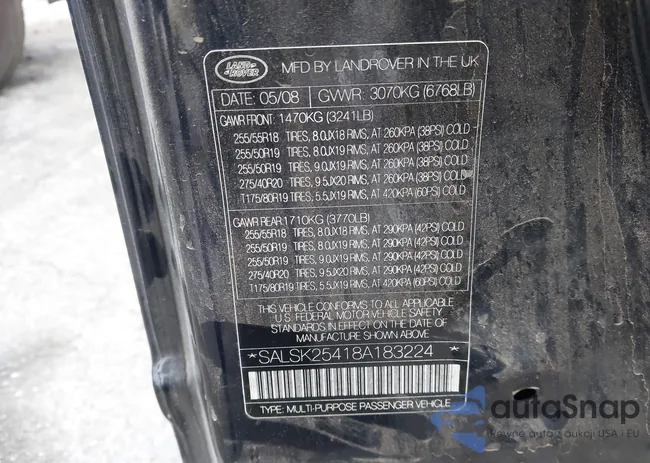 LAND-
-ROVER
MFD BY LANDROVER IN THE UK
DATE: 05/08 GVWR: 3070KG (6768LB)
GAWR FRONT: 1470KG (3241LB)
255/55R18 TIRES, 8.0JX18 RIMS, AT 260KPA (38PSI) COLD
255/50R19 TIRES, 8.0JX19 RIMS, AT 260KPA (38PSI) COLD
255/50R19 TIRES, 9.0JX19 RIMS, AT 260KPA (38PSI) COLD
275/40R20 TIRES, 9.5JX20 RIMS, AT 260KPA (38PSI) COLD
T175/80R19 TIRES, 5.5JX19 RIMS, AT 420KPA (60PSI) COLD
GAWR REAR: 1710KG (3770LB)
255/55R18 TIRES, 8.0JX18 RIMS, AT 290KPA (42PSI) COLD
255/50R19 TIRES, 8.0JX19 RIMS, AT 290KPA (42PSI) COLD
255/50R19 TIRES, 9.0JX19 RIMS, AT 290KPA (42PSI) COLD
275/40R20 TIRES, 9.5JX20 RIMS, AT 290KPA (42PSI) COLD
T175/80R19 TIRES, 5.5JX19 RIMS, AT 420KPA (60PSI) COLD
THIS VEHICLE CONFORMS TO ALL APPLICABLE
U.S. FEDERAL MOTOR VEHICLE SAFETY
STANDARDS IN EFFECT ON THE DATE OF
MANUFACTURE SHOWN ABOVE
*SALSK25418A183224*
TYPE: MULTI-PURPOSE PASSENGER VEHICLE
autoSnap
Pewne auto z aukcji USA i EU